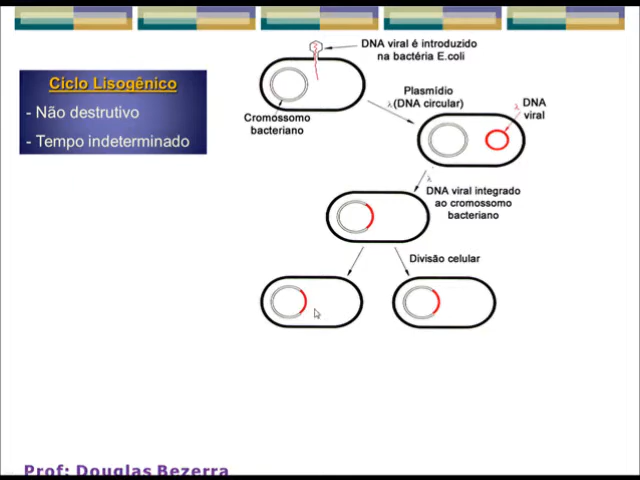 Ciclo Lisogênico
- Não destrutivo
- Tempo indeterminado
DNA viral é introduzido
na bactéria E.coli
Cromossomo
bacteriano
Plasmídio
λ(DNA circular)
λ DNA
viral
λ
DNA viral integrado
ao cromossomo
bacteriano
Divisão celular
Prof: Douglas Bezerra